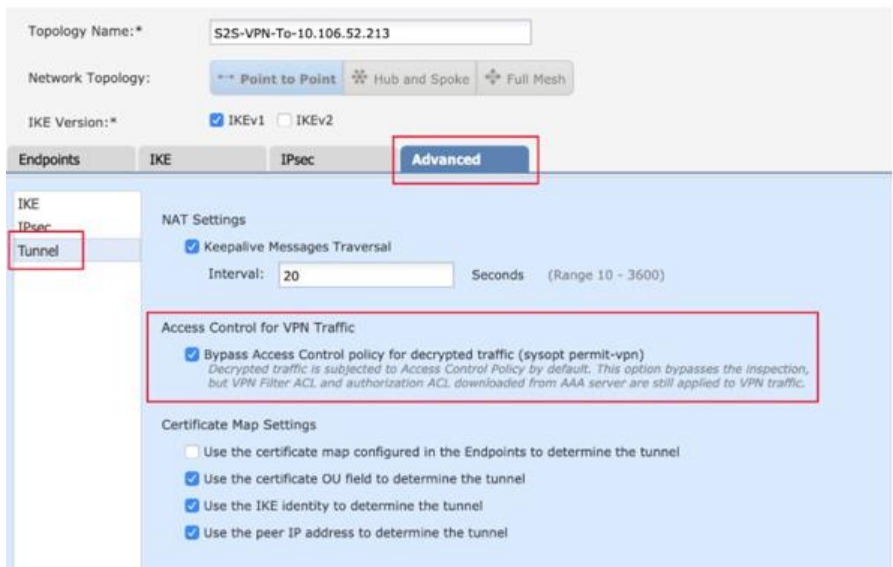 Topology Name:* S2S-VPN-To-10.106.52.213
Network Topology: Point to Point Hub and Spoke Full Mesh
IKE Version:* IKEv1 IKEv2
Endpoints IKE IPsec Advanced
IKE
IPsec
Tunnel
NAT Settings
Keepalive Messages Traversal
Interval: 20 Seconds (Range 10 - 3600)
Access Control for VPN Traffic
Bypass Access Control policy for decrypted traffic (sysopt permit-vpn)
Decrypted traffic is subjected to Access Control Policy by default. This option bypasses the inspection,
but VPN Filter ACL and authorization ACL downloaded from AAA server are still applied to VPN traffic.
Certificate Map Settings
Use the certificate map configured in the Endpoints to determine the tunnel
Use the certificate OU field to determine the tunnel
Use the IKE identity to determine the tunnel
Use the peer IP address to determine the tunnel